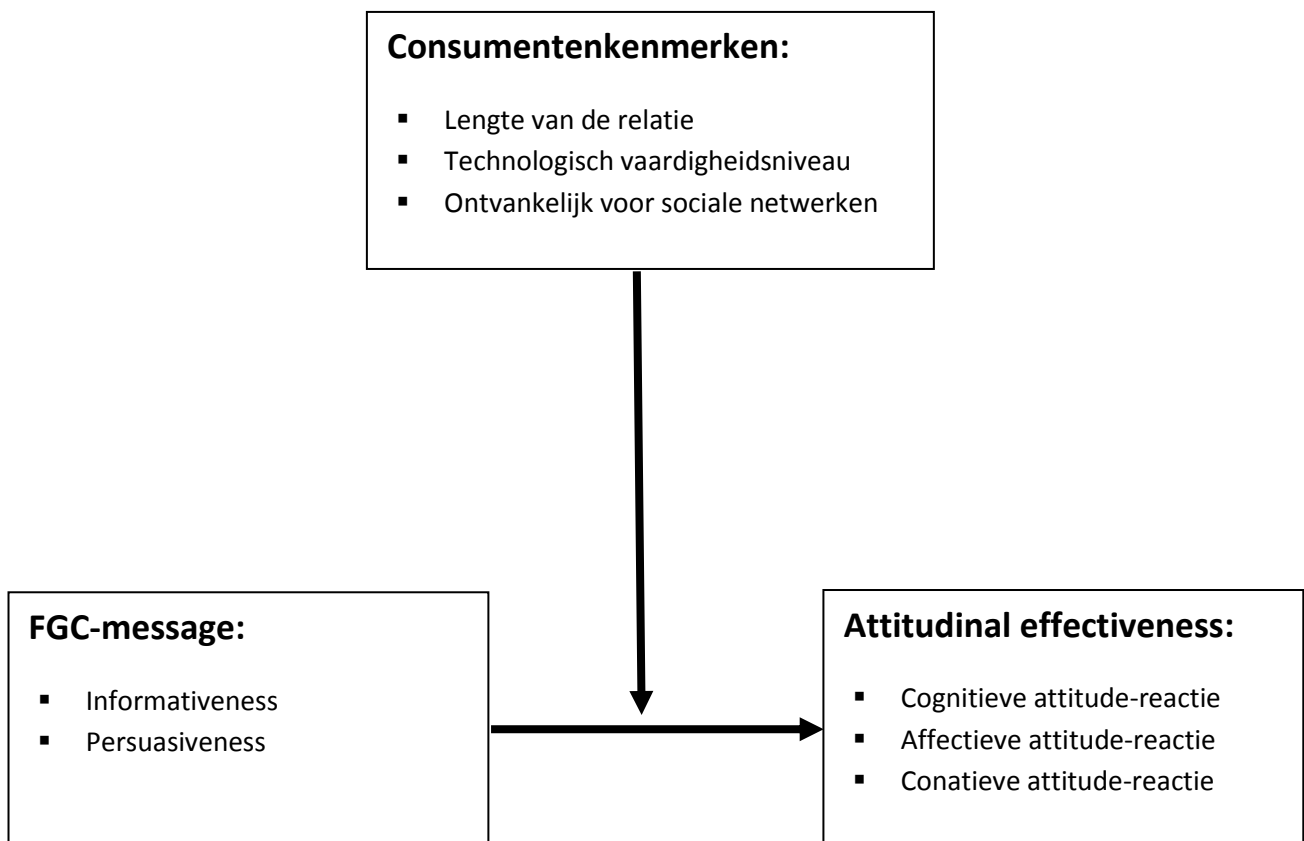 Consumentenkenmerken:
▪ Lengte van de relatie
▪ Technologisch vaardigheidsniveau
▪ Ontvankelijk voor sociale netwerken
FGC-message:
▪ Informativeness
▪ Persuasiveness
Attitudinal effectiveness:
▪ Cognitieve attitude-reactie
▪ Affectieve attitude-reactie
▪ Conatieve attitude-reactie